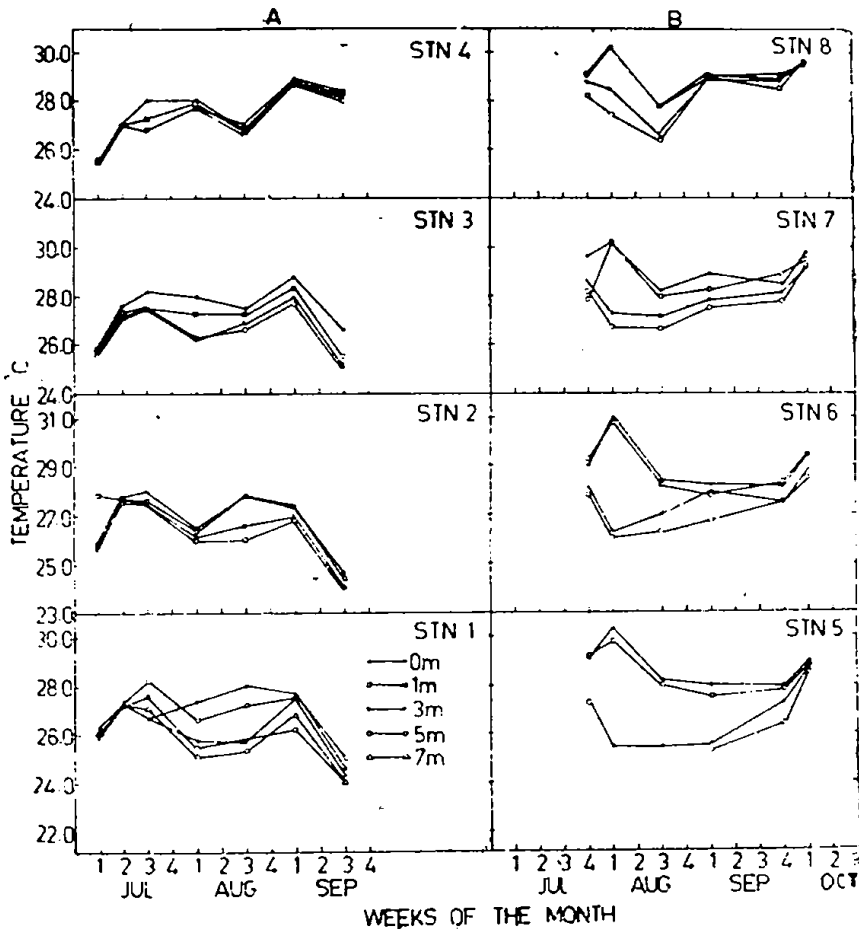 A
B
STN 4
STN 8
30.0
28.0
26.0
24.0
STN 3
STN 7
30.0
28.0
26.0
24.0
STN 2
STN 6
31.0
29.0
27.0
25.0
23.0
STN 1
STN 5
30.0
28.0
26.0
24.0
22.0
TEMPERATURE °C
0m
1m
3m
5m
7m
1 2 3 4 1 2 3 4 1 2 3 4
JUL AUG SEP
1 2 3 4 1 2 3 4 1 2 3 4 1 2 3
JUL AUG SEP OCT
WEEKS OF THE MONTH